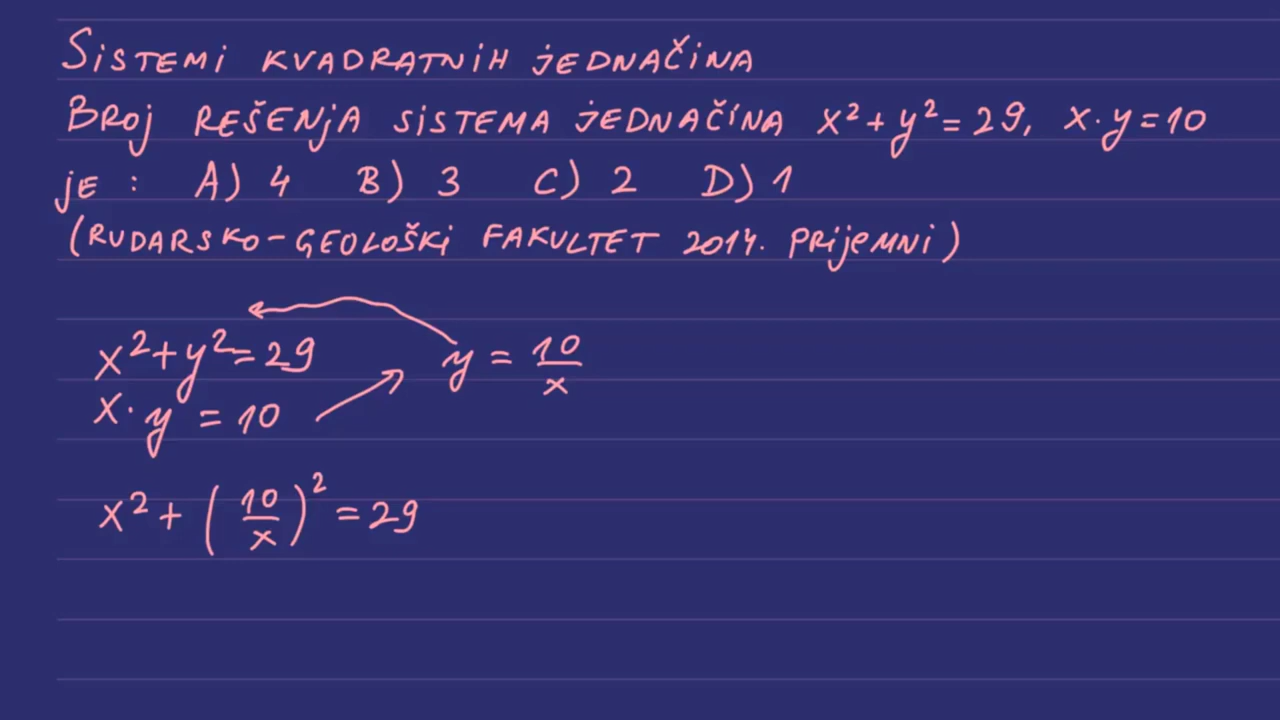 SISTEMI KVADRATNIH JEDNAČINA
BROJ REŠENJA SISTEMA JEDNAČINA x² + y² = 29, x · y = 10
JE : A) 4 B) 3 C) 2 D) 1
(RUDARSKO-GEOLOŠKI FAKULTET 2014. PRIJEMNI)
x² + y² = 29
y = 10/x
x · y = 10
x² + (10/x)² = 29